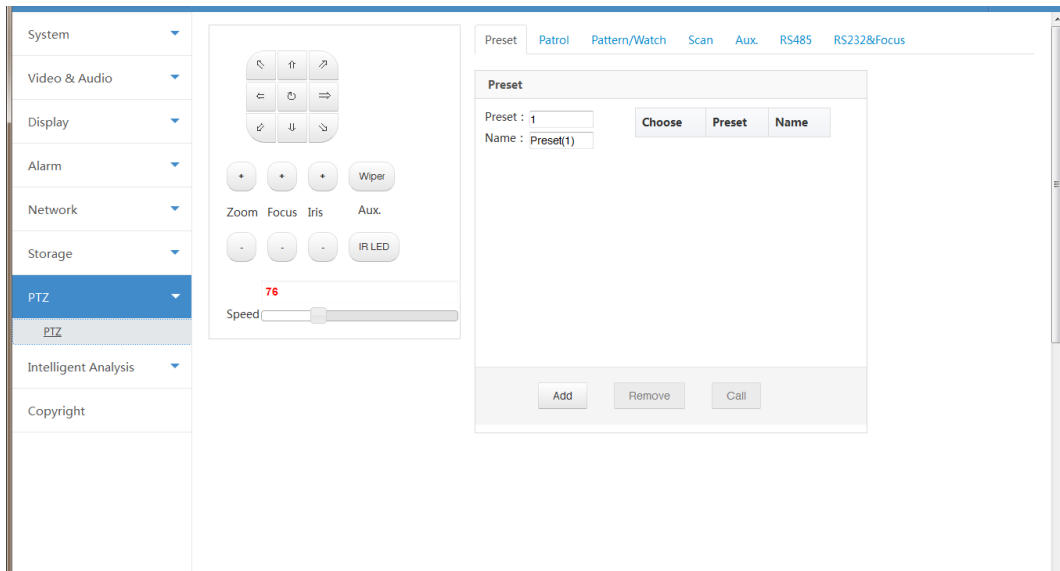 System
Video & Audio
Display
Alarm
Network
Storage
PTZ
PTZ
Intelligent Analysis
Copyright
+ + + Wiper
Zoom Focus Iris Aux.
- - - IR LED
76
Speed
Preset Patrol Pattern/Watch Scan Aux. RS485 RS232&Focus
Preset
Preset : 1
Name : Preset(1)
Choose Preset Name
Add Remove Call